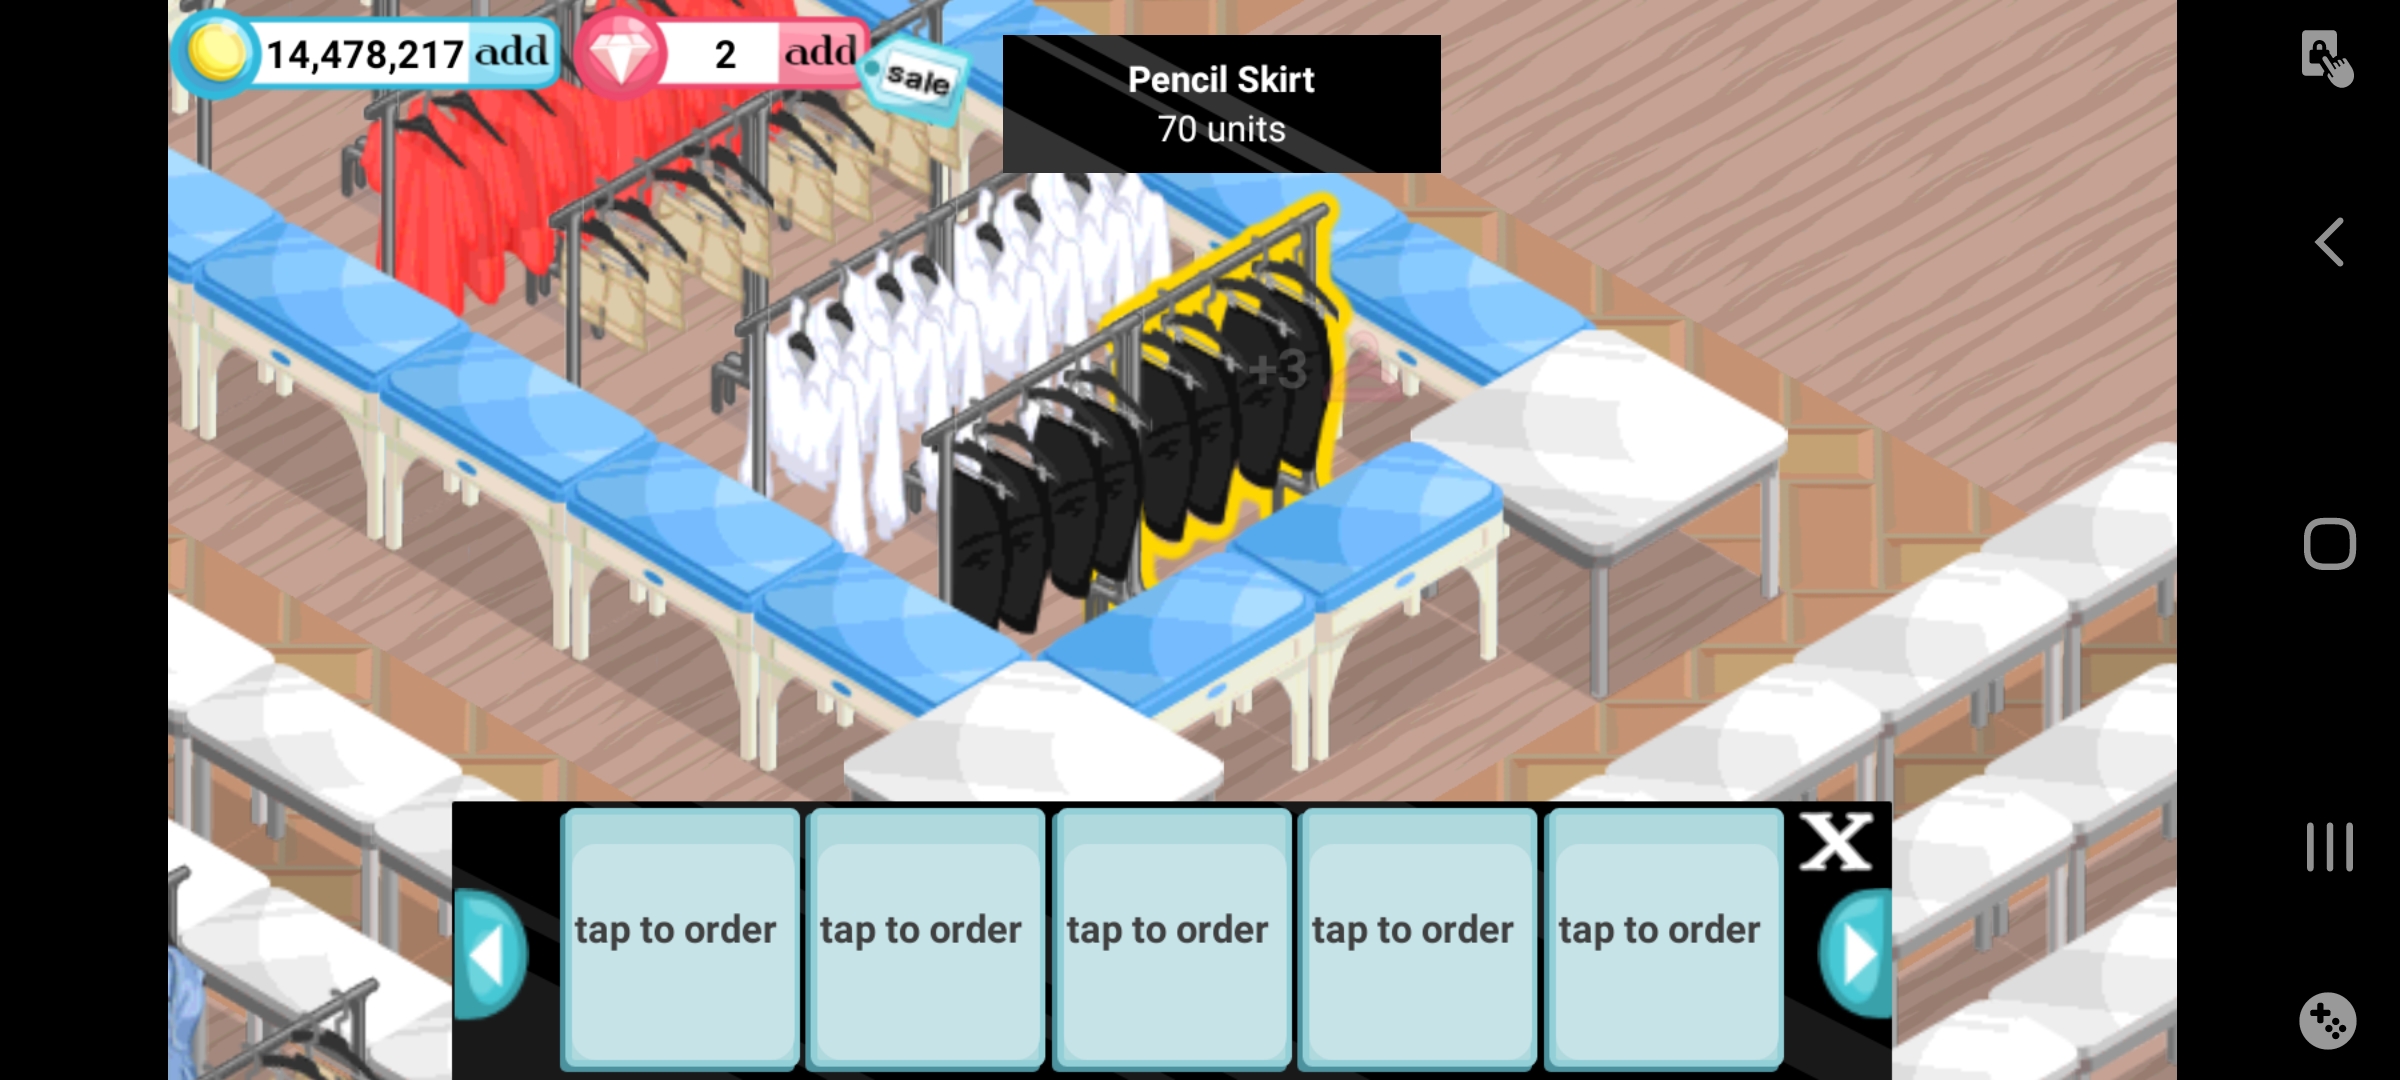 14,478,217 add
2 add
sale
Pencil Skirt
70 units
+3
tap to order
tap to order
tap to order
tap to order
tap to order
X